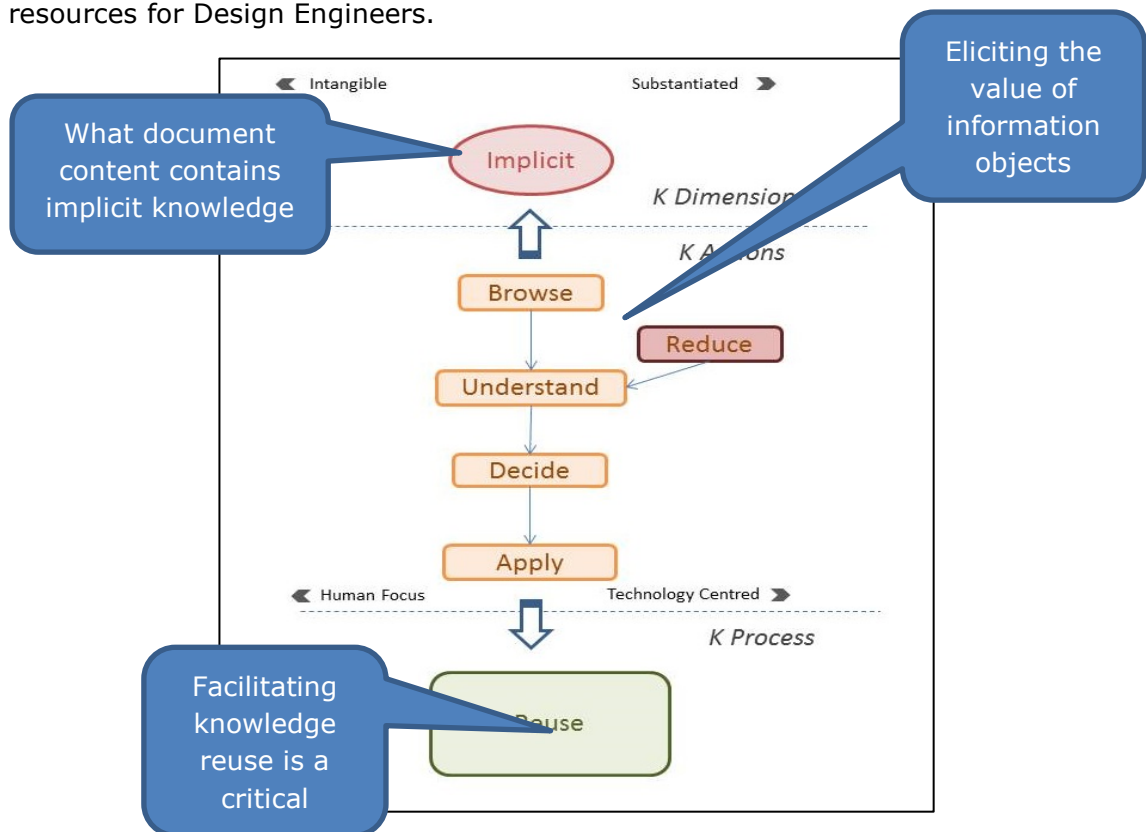 resources for Design Engineers.
Intangible
Substantiated
Eliciting the
value of
information
objects
What document
content contains
implicit knowledge
Implicit
K Dimension
K A ons
Browse
Reduce
Understand
Decide
Apply
Human Focus
Technology Centred
K Process
Facilitating
knowledge
reuse is a
critical